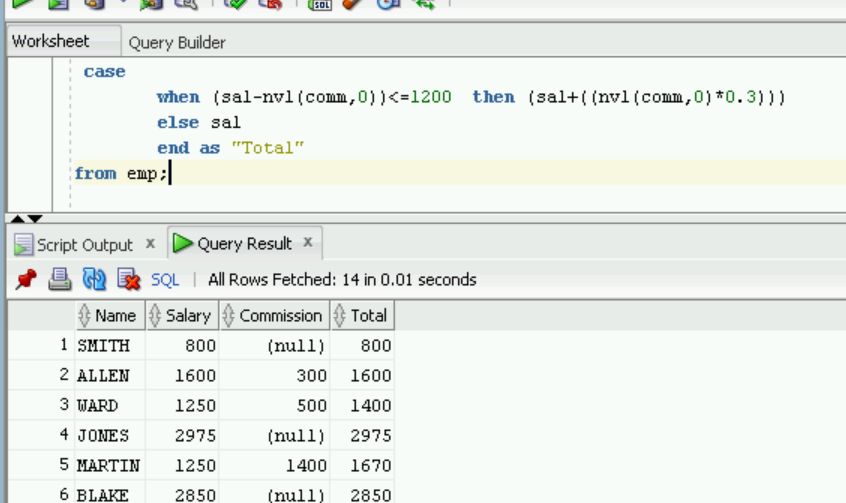 SQL
Worksheet Query Builder
case
when (sal-nvl(comm,0))<=1200 then (sal+((nvl(comm,0)*0.3)))
else sal
end as "Total"
from emp;
Script Output x Query Result x
SQL | All Rows Fetched: 14 in 0.01 seconds
Name Salary Commission Total
1 SMITH 800 (null) 800
2 ALLEN 1600 300 1600
3 WARD 1250 500 1400
4 JONES 2975 (null) 2975
5 MARTIN 1250 1400 1670
6 BLAKE 2850 (null) 2850